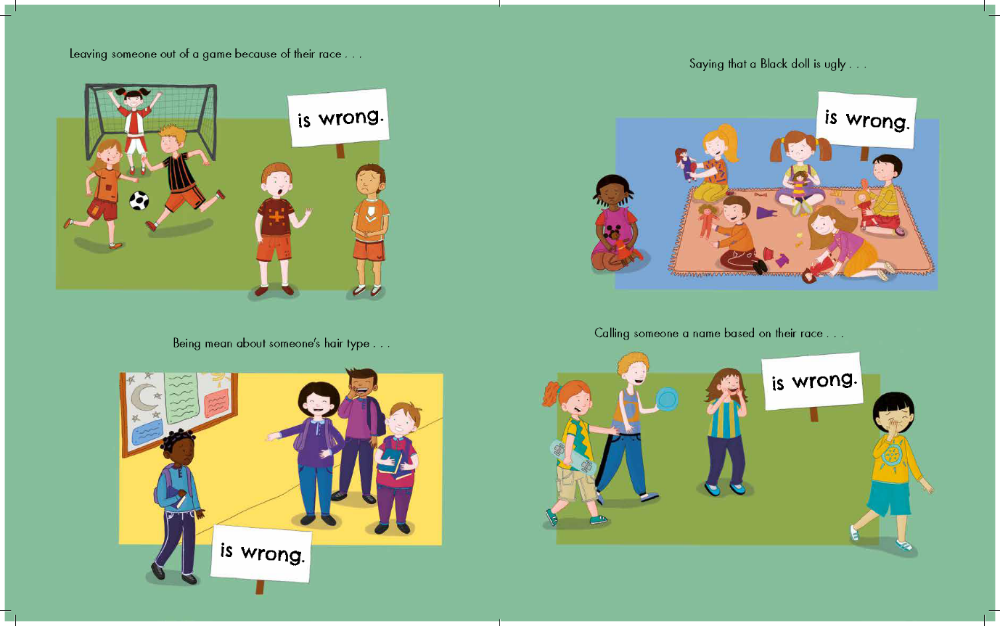 Leaving someone out of a game because of their race . . .
is wrong.
Being mean about someone's hair type . . .
is wrong.
Saying that a Black doll is ugly . . .
is wrong.
Calling someone a name based on their race . . .
is wrong.